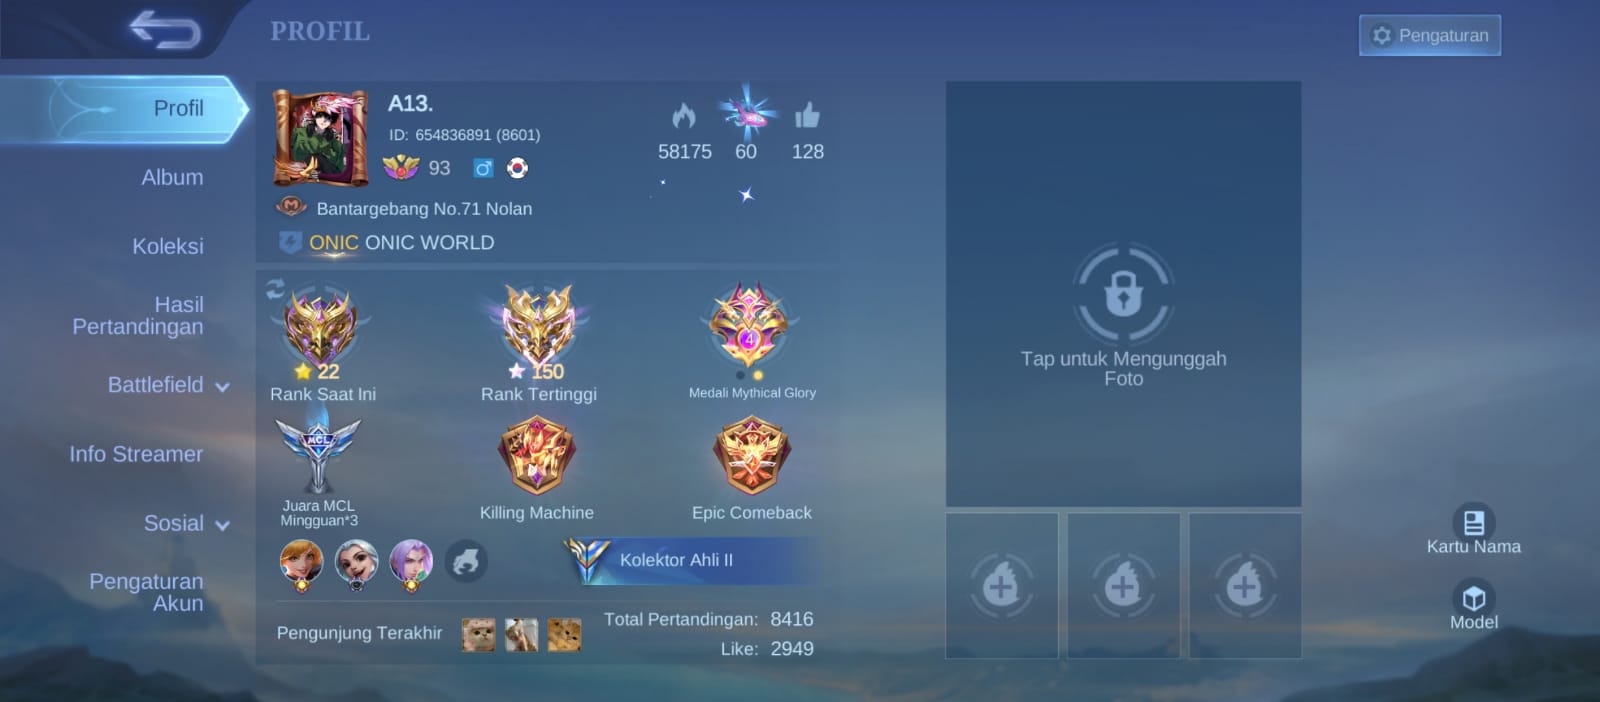 PROFIL
Pengaturan
Profil
Album
Koleksi
Hasil
Pertandingan
Battlefield
Info Streamer
Sosial
Pengaturan
Akun
A13.
ID: 654836891 (8601)
93
58175
60
128
Bantargebang No.71 Nolan
ONIC ONIC WORLD
22
Rank Saat Ini
150
Rank Tertinggi
4
Medali Mythical Glory
MCL
Juara MCL
Mingguan*3
Killing Machine
Epic Comeback
Kolektor Ahli II
Pengunjung Terakhir
Total Pertandingan: 8416
Like: 2949
Tap untuk Mengunggah
Foto
Kartu Nama
Model